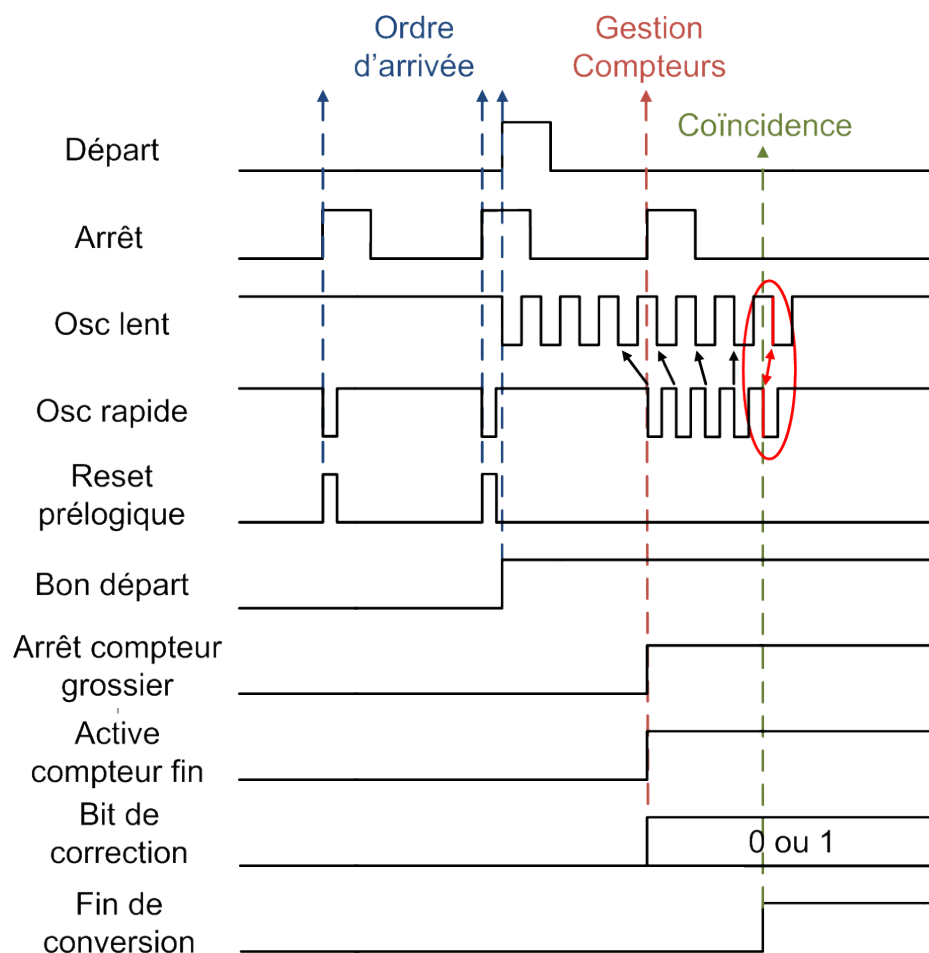 Ordre
d'arrivée
Gestion
Compteurs
Coïncidence
Départ
Arrêt
Osc lent
Osc rapide
Reset
prélogique
Bon départ
Arrêt compteur
grossier
Active
compteur fin
Bit de
correction
0 ou 1
Fin de
conversion